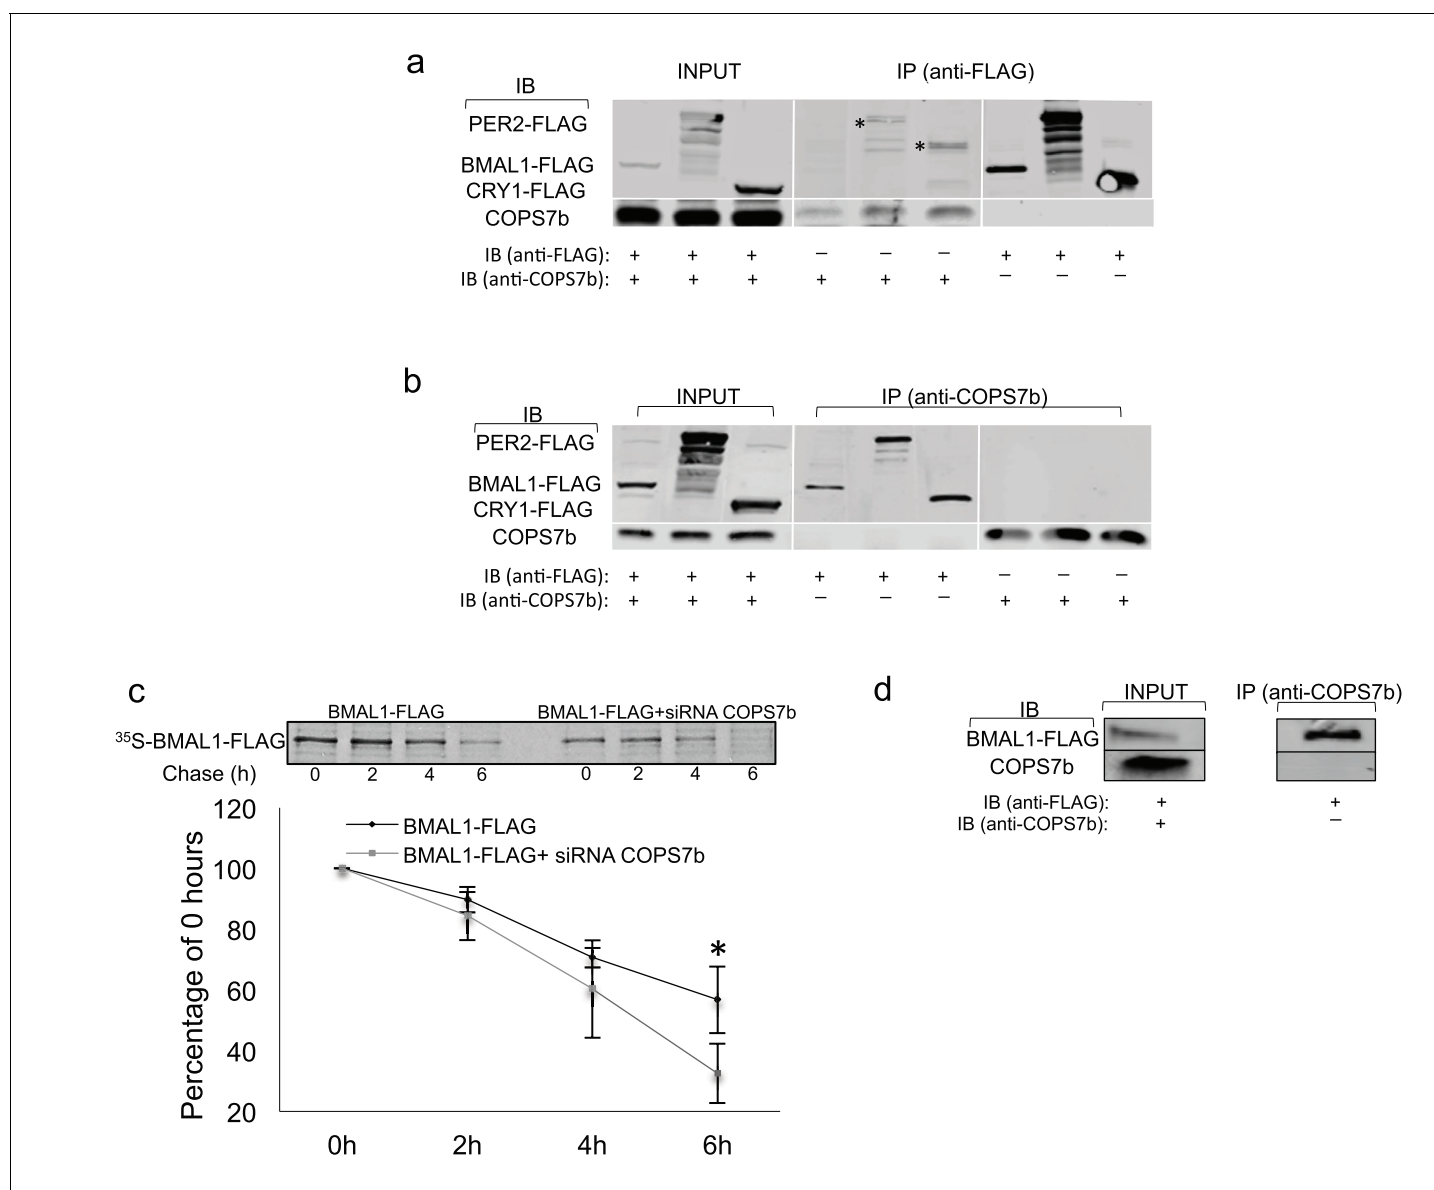 a
INPUT
IP (anti-FLAG)
IB
PER2-FLAG
*
*
BMAL1-FLAG
CRY1-FLAG
COPS7b
IB (anti-FLAG): + + + – – – + + +
IB (anti-COPS7b): + + + + + + – – –
b
INPUT
IP (anti-COPS7b)
IB
PER2-FLAG
BMAL1-FLAG
CRY1-FLAG
COPS7b
IB (anti-FLAG): + + + + + + – – –
IB (anti-COPS7b): + + + – – – + + +
c
BMAL1-FLAG
BMAL1-FLAG+siRNA COPS7b
35S-BMAL1-FLAG
Chase (h) 0 2 4 6 0 2 4 6
120
100
80
60
40
20
Percentage of 0 hours
BMAL1-FLAG
BMAL1-FLAG+ siRNA COPS7b
*
0h 2h 4h 6h
d
INPUT
IP (anti-COPS7b)
IB
BMAL1-FLAG
COPS7b
IB (anti-FLAG): + +
IB (anti-COPS7b): + –